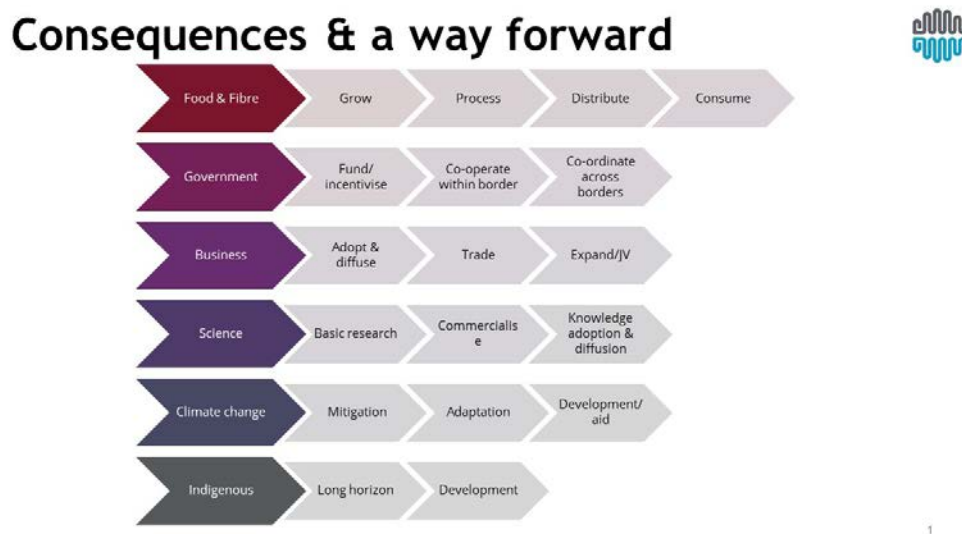 Consequences & a way forward
Food & Fibre
Grow
Process
Distribute
Consume
Government
Fund/
incentivise
Co-operate
within border
Co-ordinate
across
borders
Business
Adopt &
diffuse
Trade
Expand/JV
Science
Basic research
Commercialis
e
Knowledge
adoption &
diffusion
Climate change
Mitigation
Adaptation
Development/
aid
Indigenous
Long horizon
Development
1